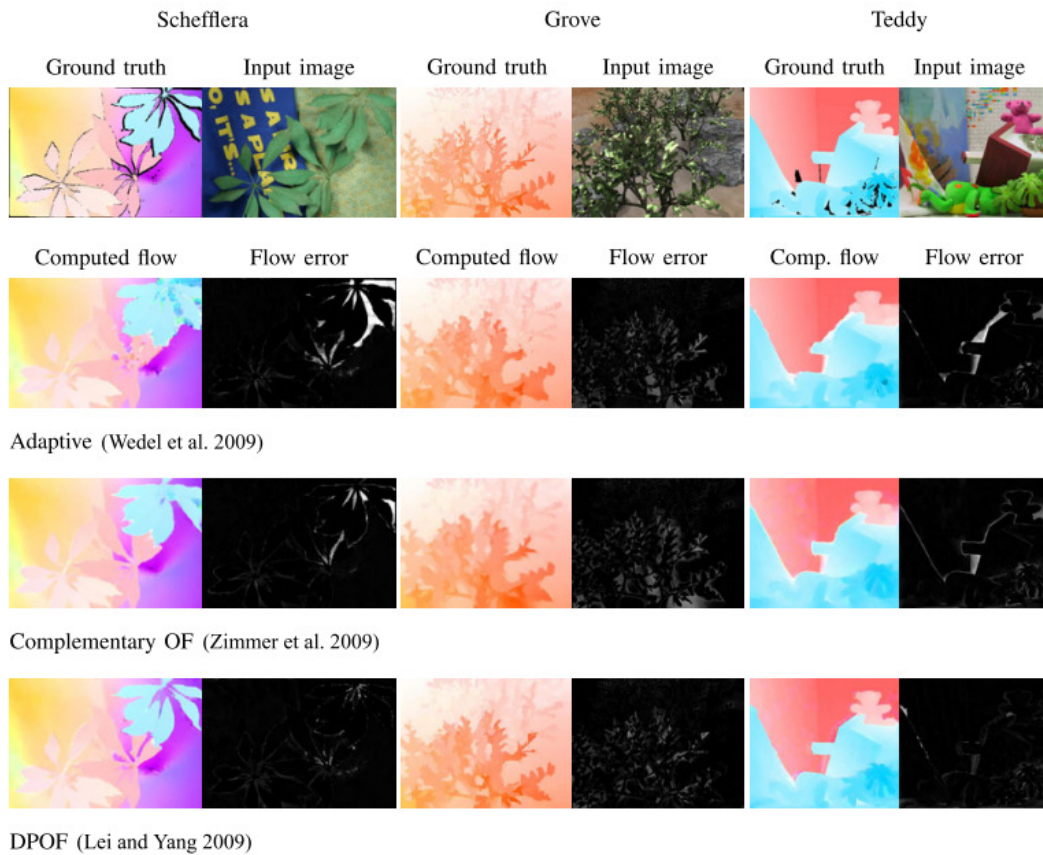 Schefflera Grove Teddy
Ground truth Input image Ground truth Input image Ground truth Input image
Computed flow Flow error Computed flow Flow error Comp. flow Flow error
Adaptive (Wedel et al. 2009)
Complementary OF (Zimmer et al. 2009)
DPOF (Lei and Yang 2009)